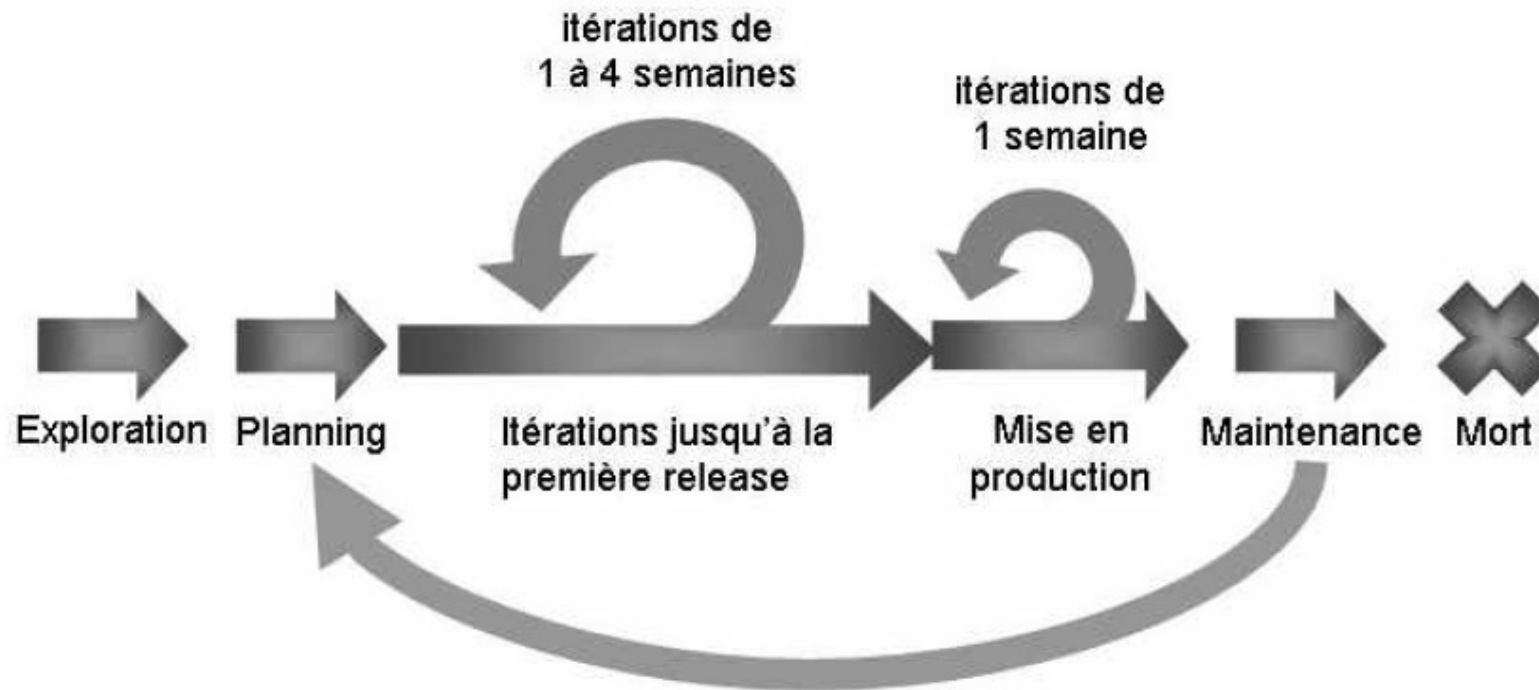 itérations de
1 à 4 semaines
itérations de
1 semaine
Exploration
Planning
Itérations jusqu'à la
première release
Mise en
production
Maintenance
Mort